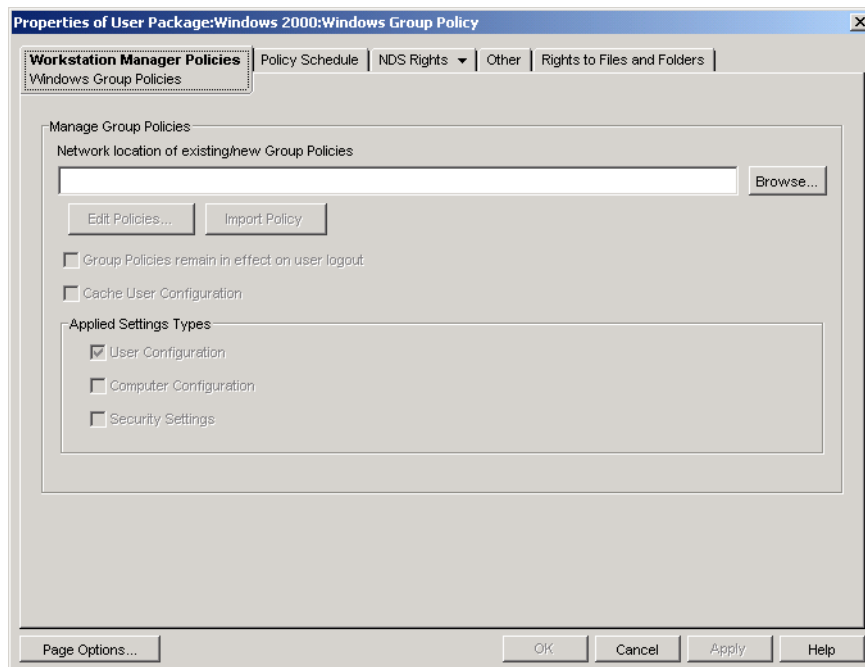 Properties of User Package:Windows 2000:Windows Group Policy
Workstation Manager Policies Policy Schedule NDS Rights Other Rights to Files and Folders
Windows Group Policies
Manage Group Policies
Network location of existing/new Group Policies
Browse...
Edit Policies... Import Policy
Group Policies remain in effect on user logout
Cache User Configuration
Applied Settings Types
User Configuration
Computer Configuration
Security Settings
Page Options... OK Cancel Apply Help